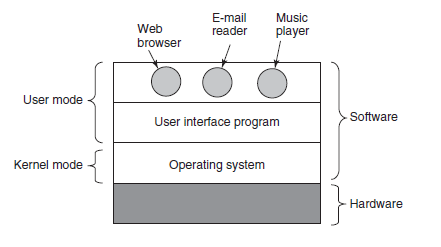 Web
browser
E-mail
reader
Music
player
User mode
User interface program
Software
Kernel mode
Operating system
Hardware